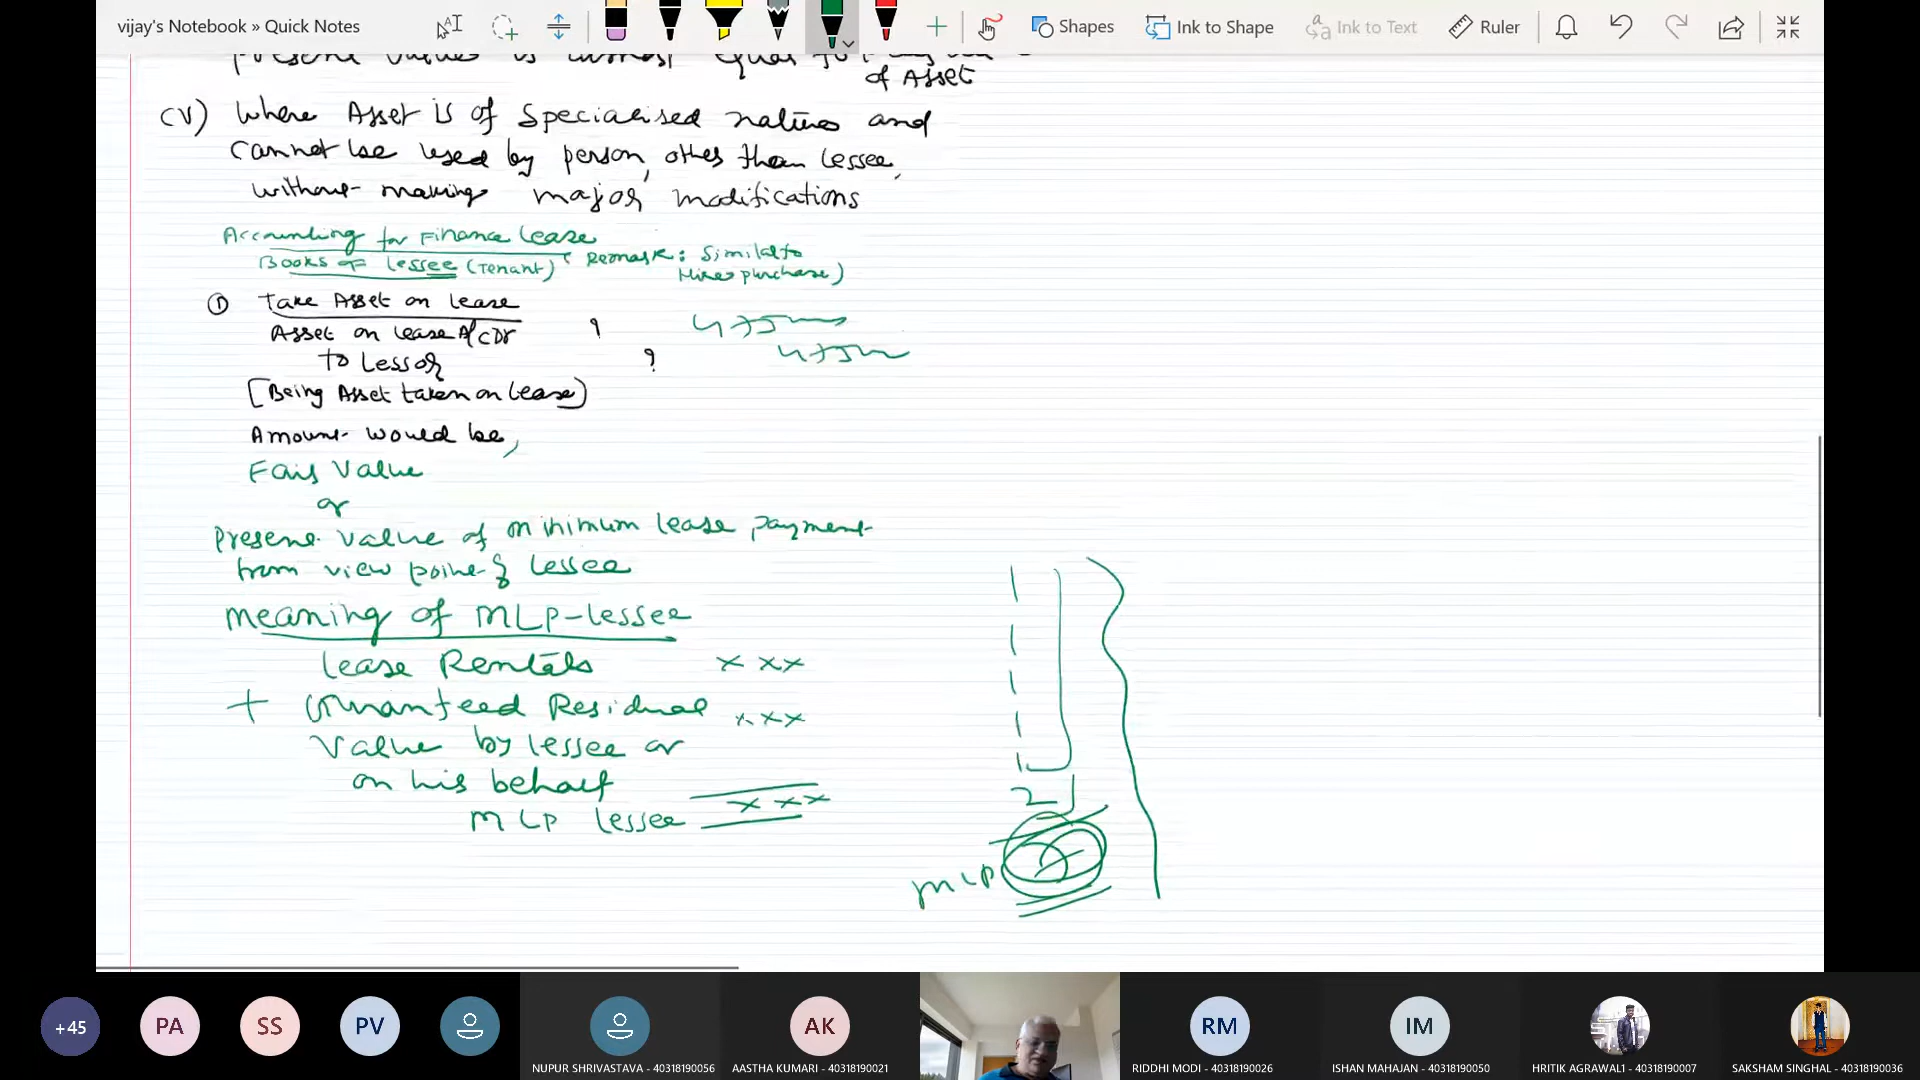 vijay's Notebook » Quick Notes
Shapes
Ink to Shape
Ink to Text
Ruler
of Asset
(V) Where Asset is of Specialised nature and
cannot be used by person, other than lessee,
without making major modifications
Accounting for Finance Lease
Books of lessee (Tenant) (Remark: Similar to
Hire purchase)
① Take Asset on lease
Asset on lease A/c Dr ?
To Lessor ?
[Being Asset taken on lease]
Amount would be,
Fair Value
or
Present Value of minimum lease payment
from view point of lessee
Meaning of MLP-lessee
Lease Rentals x xx
+ Guaranteed Residual x xx
Value by lessee or
on his behalf
MLP lessee x xx
21
MLP
+45
PA
SS
PV
AK
RM
IM
NUPUR SHRIVASTAVA - 40318190056
AASTHA KUMARI - 40318190021
RIDDHI MODI - 40318190026
ISHAN MAHAJAN - 40318190050
HRITIK AGRAWAL1 - 40318190007
SAKSHAM SINGHAL - 40318190036